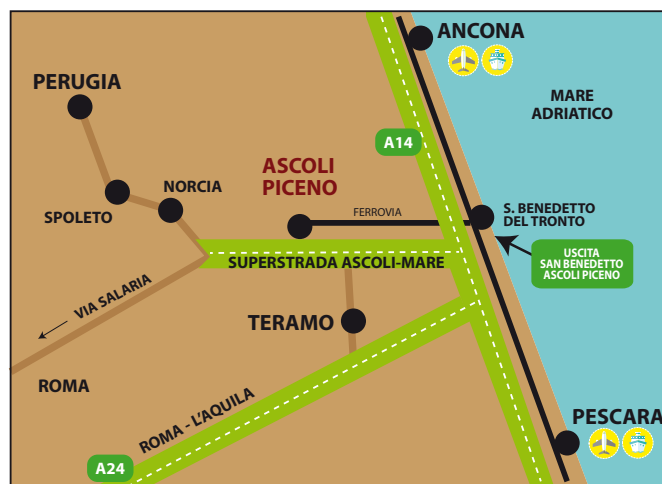 ANCONA
PERUGIA
MARE
ADRIATICO
A14
ASCOLI
PICENO
NORCIA
SPOLETO
FERROVIA
S. BENEDETTO
DEL TRONTO
USCITA
SAN BENEDETTO
ASCOLI PICENO
SUPERSTRADA ASCOLI-MARE
VIA SALARIA
TERAMO
ROMA
ROMA - L'AQUILA
PESCARA
A24